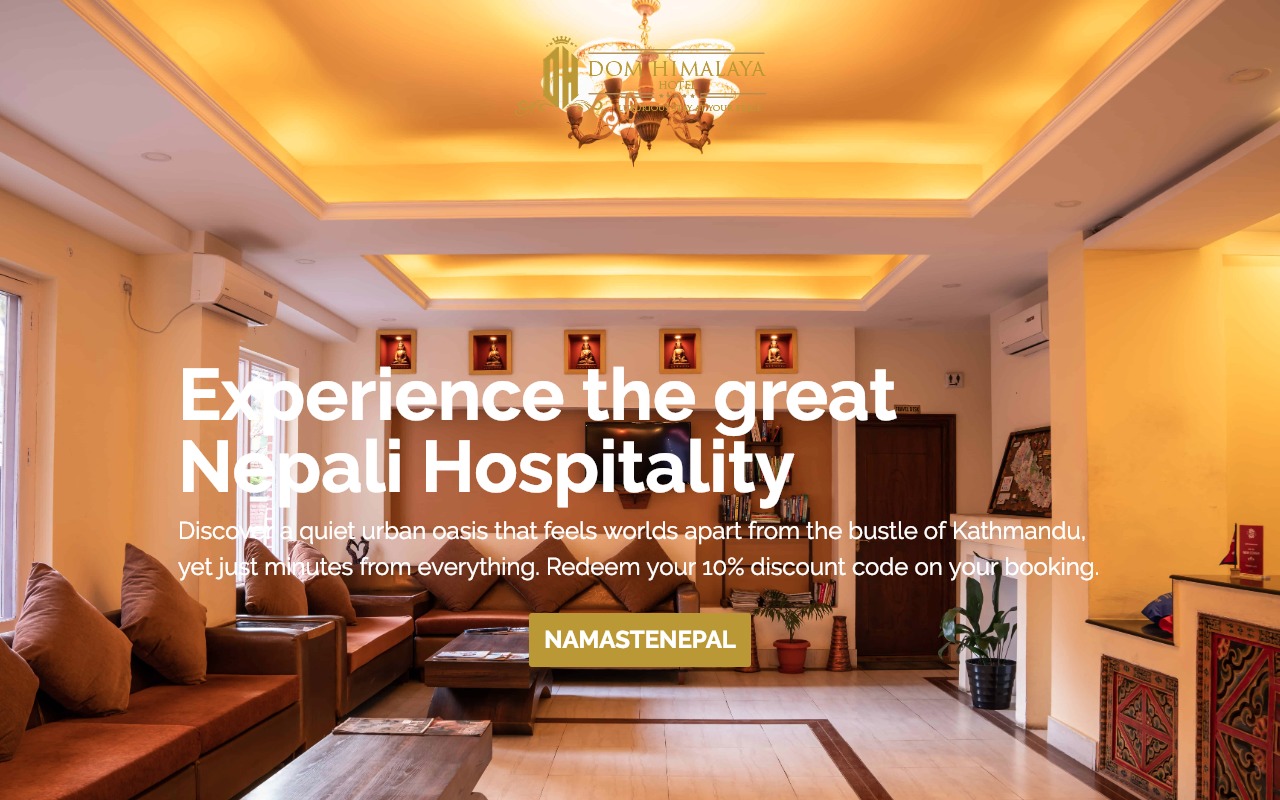 DOM HIMALAYA
HOTEL
Experience the great
Nepali Hospitality
Discover a quiet urban oasis that feels worlds apart from the bustle of Kathmandu,
yet just minutes from everything. Redeem your 10% discount code on your booking.
NAMASTENEPAL